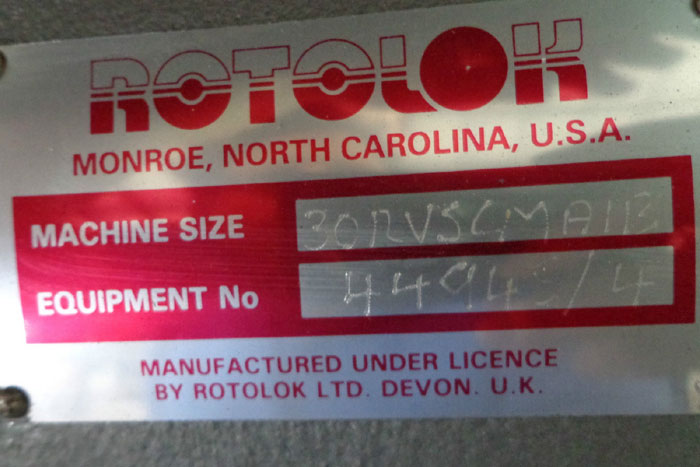 ROTOLOK
MONROE, NORTH CAROLINA, U.S.A.
MACHINE SIZE
EQUIPMENT No
MANUFACTURED UNDER LICENCE
BY ROTOLOK LTD. DEVON. U.K.